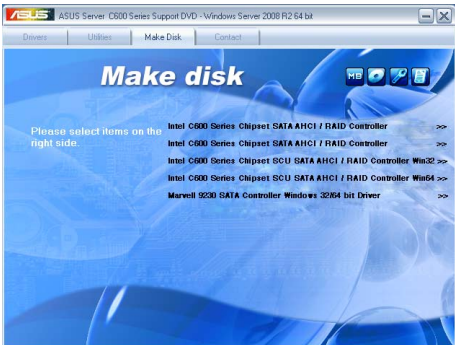 ASUS ASUS Server C600 Series Support DVD - Windows Server 2008 R2 64 bit
Drivers Utilities Make Disk Contact
Make disk
MB
Please select items on the right side.
Intel C600 Series Chipset SATA AHCI / RAID Controller >>
Intel C600 Series Chipset SATA AHCI / RAID Controller >>
Intel C600 Series Chipset SCU SATA AHCI / RAID Controller Win32 >>
Intel C600 Series Chipset SCU SATA AHCI / RAID Controller Win64 >>
Marvell 9230 SATA Controller Windows 32/64 bit Driver >>